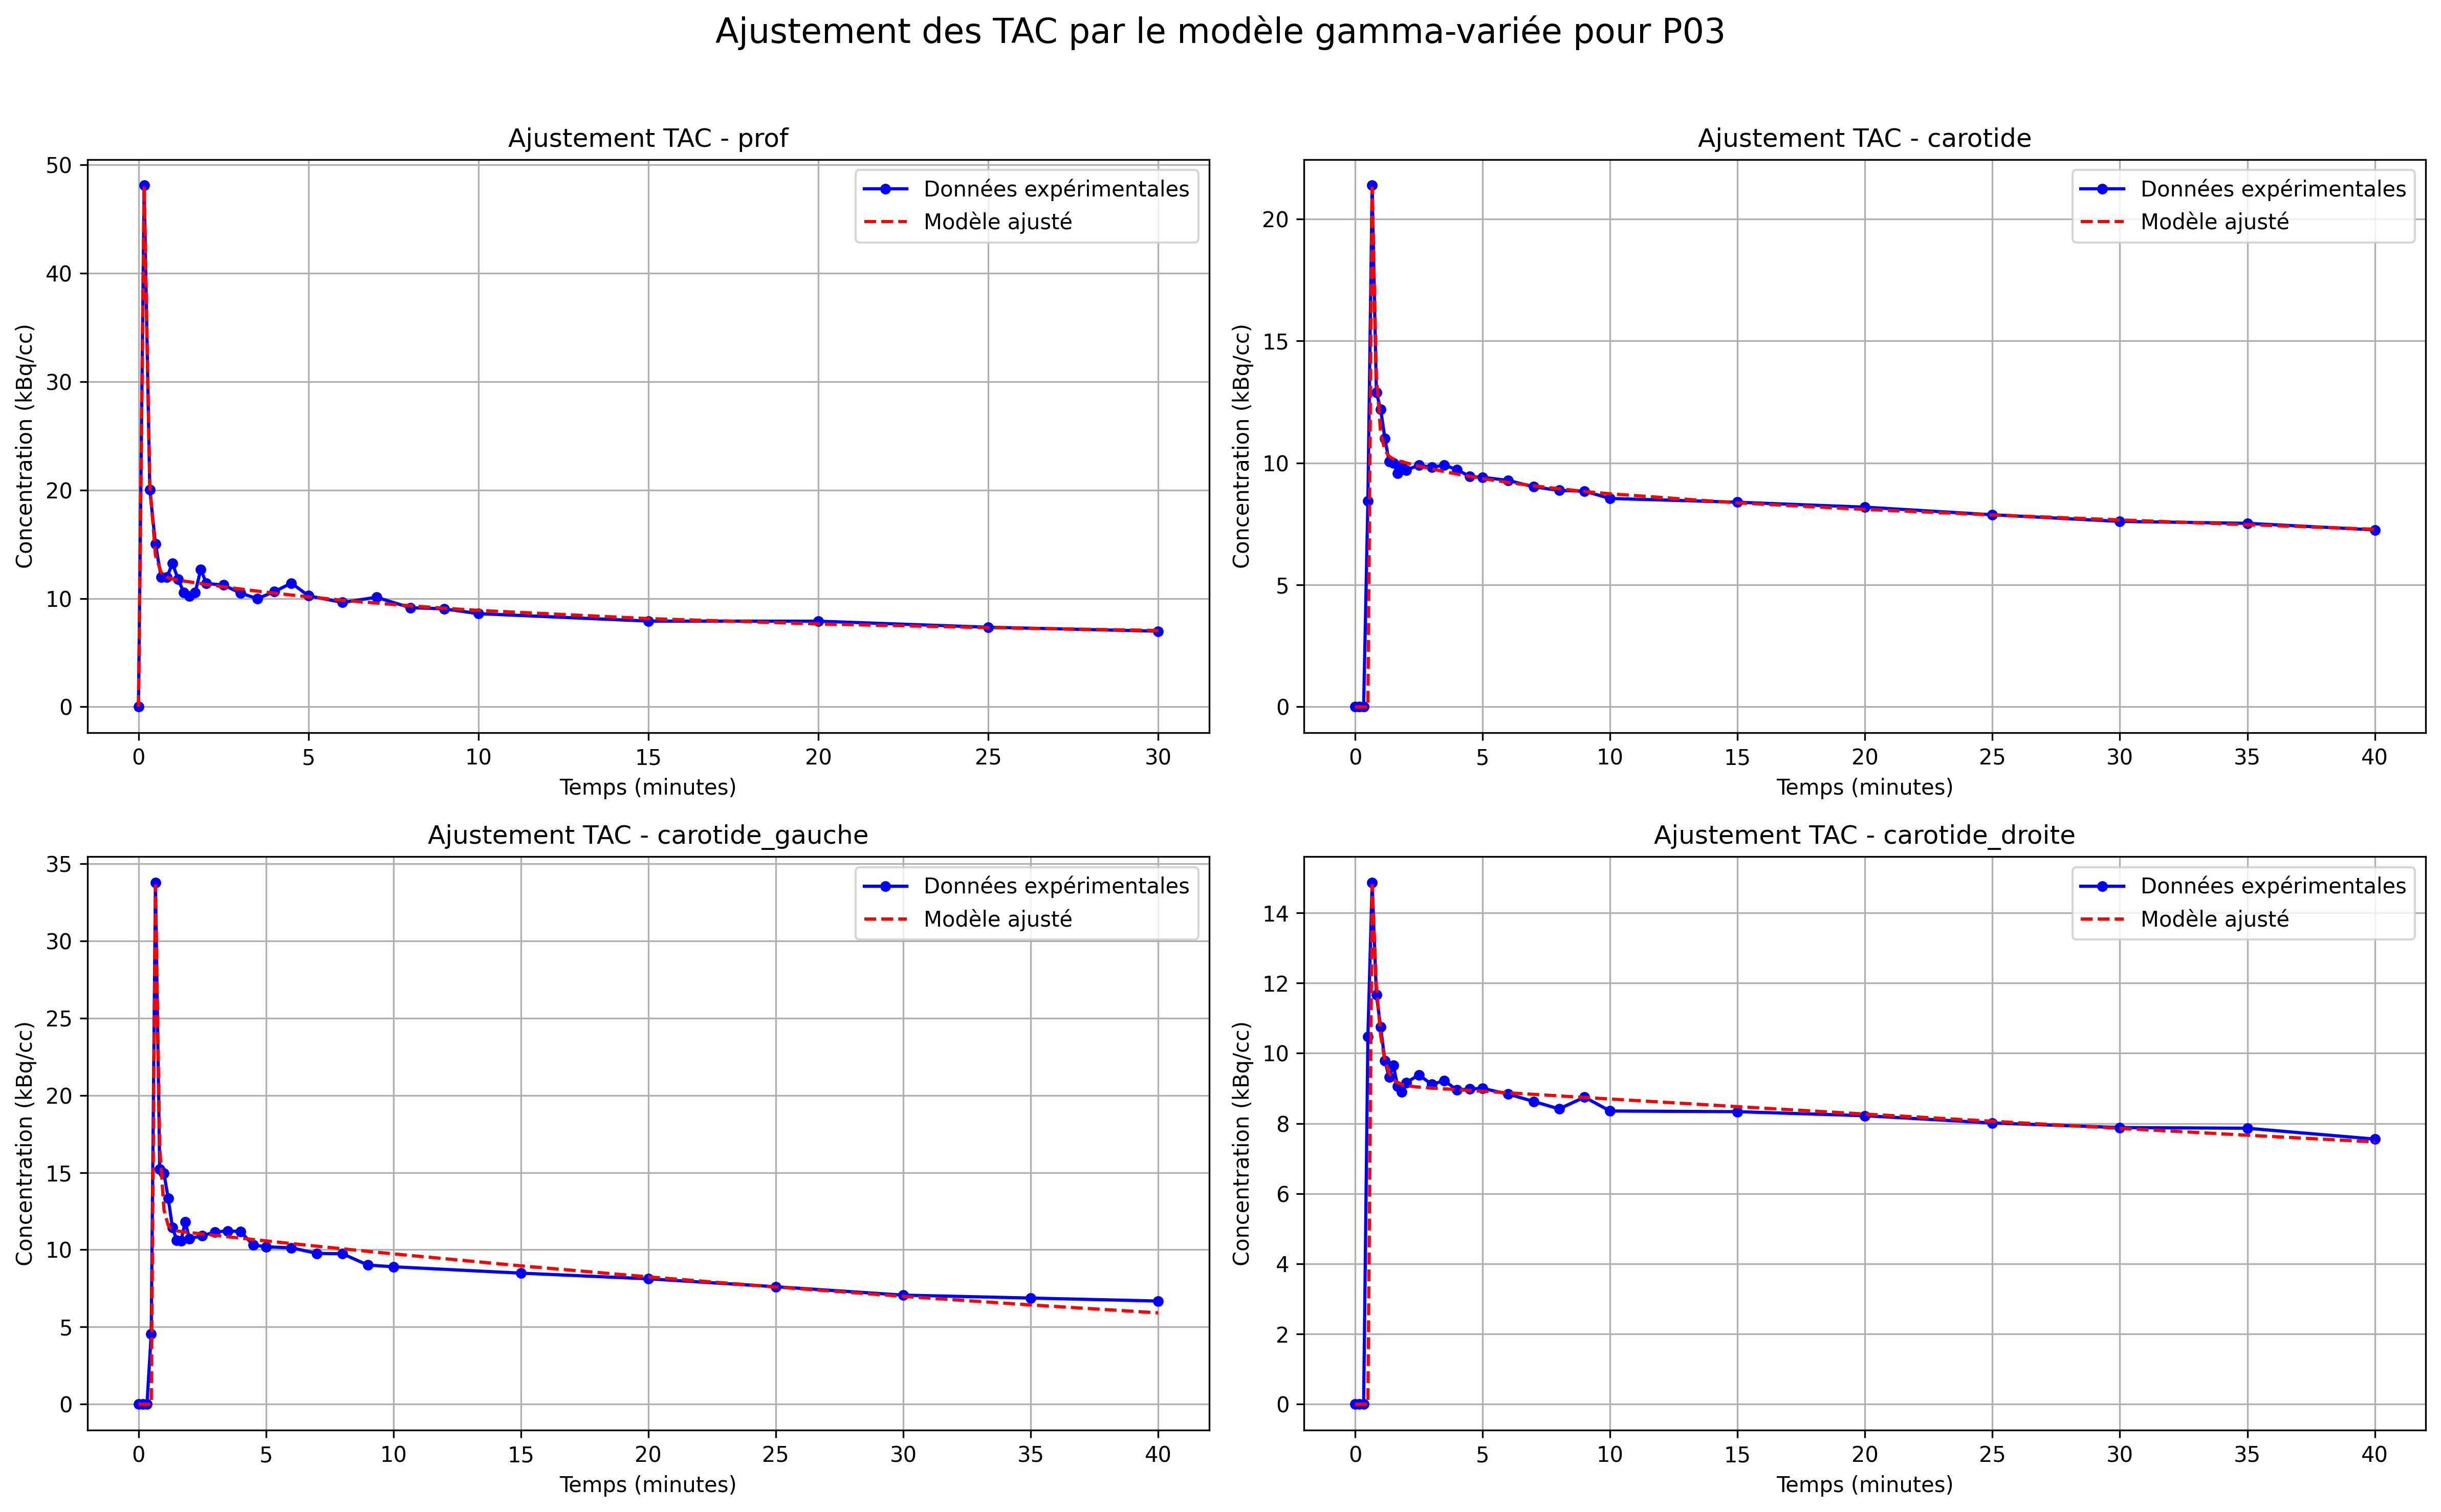 Ajustement des TAC par le modèle gamma-variée pour P03
Ajustement TAC - prof
Concentration (kBq/cc)
50
40
30
20
10
0
Données expérimentales
Modèle ajusté
0 5 10 15 20 25 30
Temps (minutes)
Ajustement TAC - carotide
Concentration (kBq/cc)
20
15
10
5
0
Données expérimentales
Modèle ajusté
0 5 10 15 20 25 30 35 40
Temps (minutes)
Ajustement TAC - carotide_gauche
Concentration (kBq/cc)
35
30
25
20
15
10
5
0
Données expérimentales
Modèle ajusté
0 5 10 15 20 25 30 35 40
Temps (minutes)
Ajustement TAC - carotide_droite
Concentration (kBq/cc)
14
12
10
8
6
4
2
0
Données expérimentales
Modèle ajusté
0 5 10 15 20 25 30 35 40
Temps (minutes)